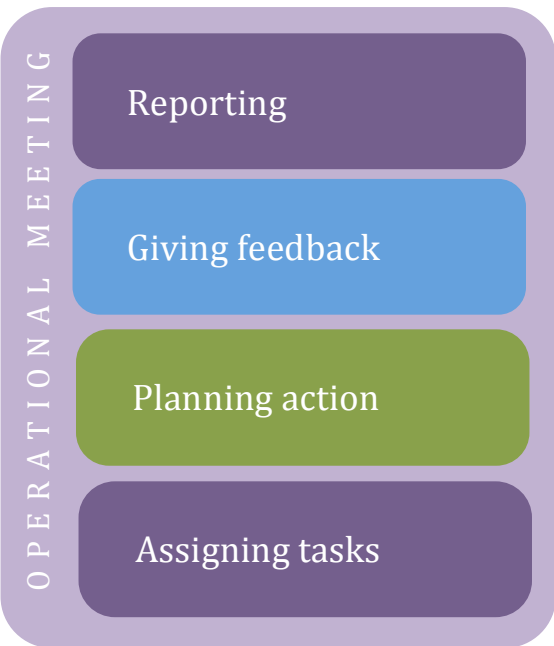 OPERATIONAL MEETING
Reporting
Giving feedback
Planning action
Assigning tasks